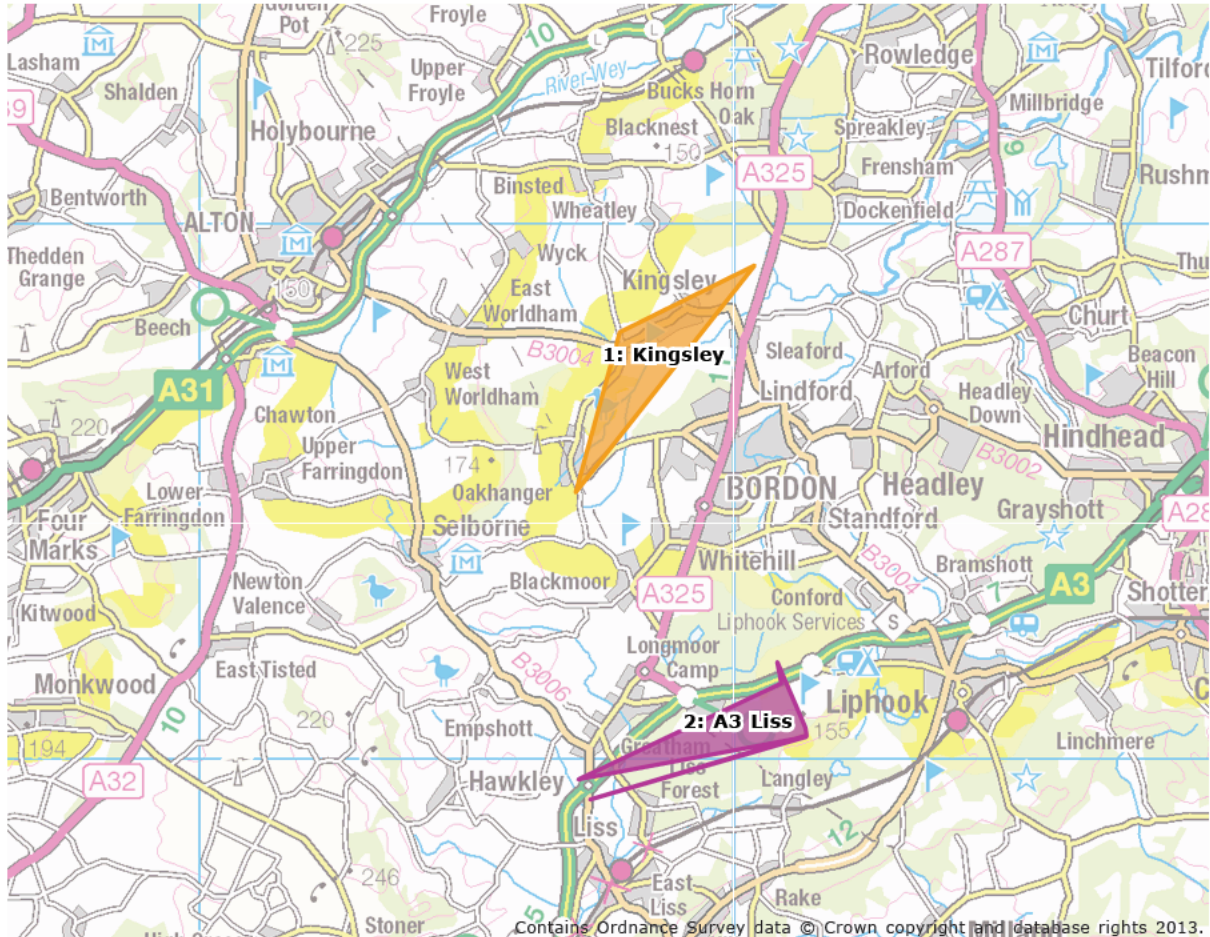 Froyle
Pot
225
10
Rowledge
Lasham
Shalden
Upper
Froyle
River Wey
Bucks Horn
Oak
Tilford
Millbridge
Holybourne
Blacknest
150
Spreakley
A325
Frensham
9
Bentworth
Binsted
Wheatley
Dockenfield
ALTON
Wyck
A287
Thedden
Grange
150
Kingsley
East
Worldham
Beech
B3004
1: Kingsley
Churt
Sleaford
Arford
Beacon
Hill
West
Worldham
A31
Lindford
Headley
Down
Hindhead
220
Chawton
Upper
Farringdon
174
Oakhanger
BORDON
Headley
B3002
Grayshott
Lower
Farringdon
Four
Marks
Selborne
Standford
Whitehill
Bramshott
Newton
Valence
Blackmoor
A325
B3004
7
A3
Kitwood
Conford
Liphook Services
S
East Tisted
Longmoor
Camp
B3006
Monkwood
10
220
Empshott
2: A3 Liss
Liphook
155
194
Greatham
Linchmere
A32
Hawkley
Liss
Forest
Langley
Liss
12
246
East
Liss
Rake
Stoner
5
Contains Ordnance Survey data © Crown copyright and database rights 2013.